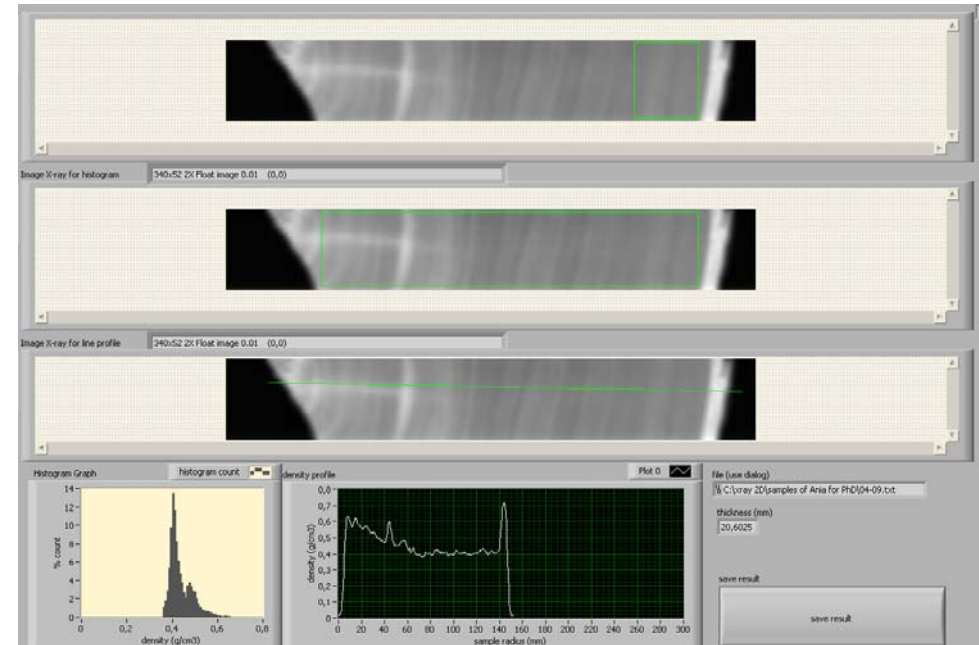 Image X-ray for histogram 340x52 2X Float image 0.01 (0,0)
Image X-ray for line profile 340x52 2X Float image 0.01 (0,0)
Histogram Graph histogram count
14
12
10
8
6
4
2
0
% count
0 0,2 0,4 0,6 0,8
density (g/cm3)
density profile Plot 0
0,8
0,7
0,6
0,5
0,4
0,3
0,2
0,1
0
density (g/cm3)
0 20 40 60 80 100 120 140 160 180 200 220 240 260 280 300
sample radius (mm)
file (use dialog)
C:\xray 2D\samples of Ania for PhD\04-09.txt
thickness (mm)
20,6025
save result
save result